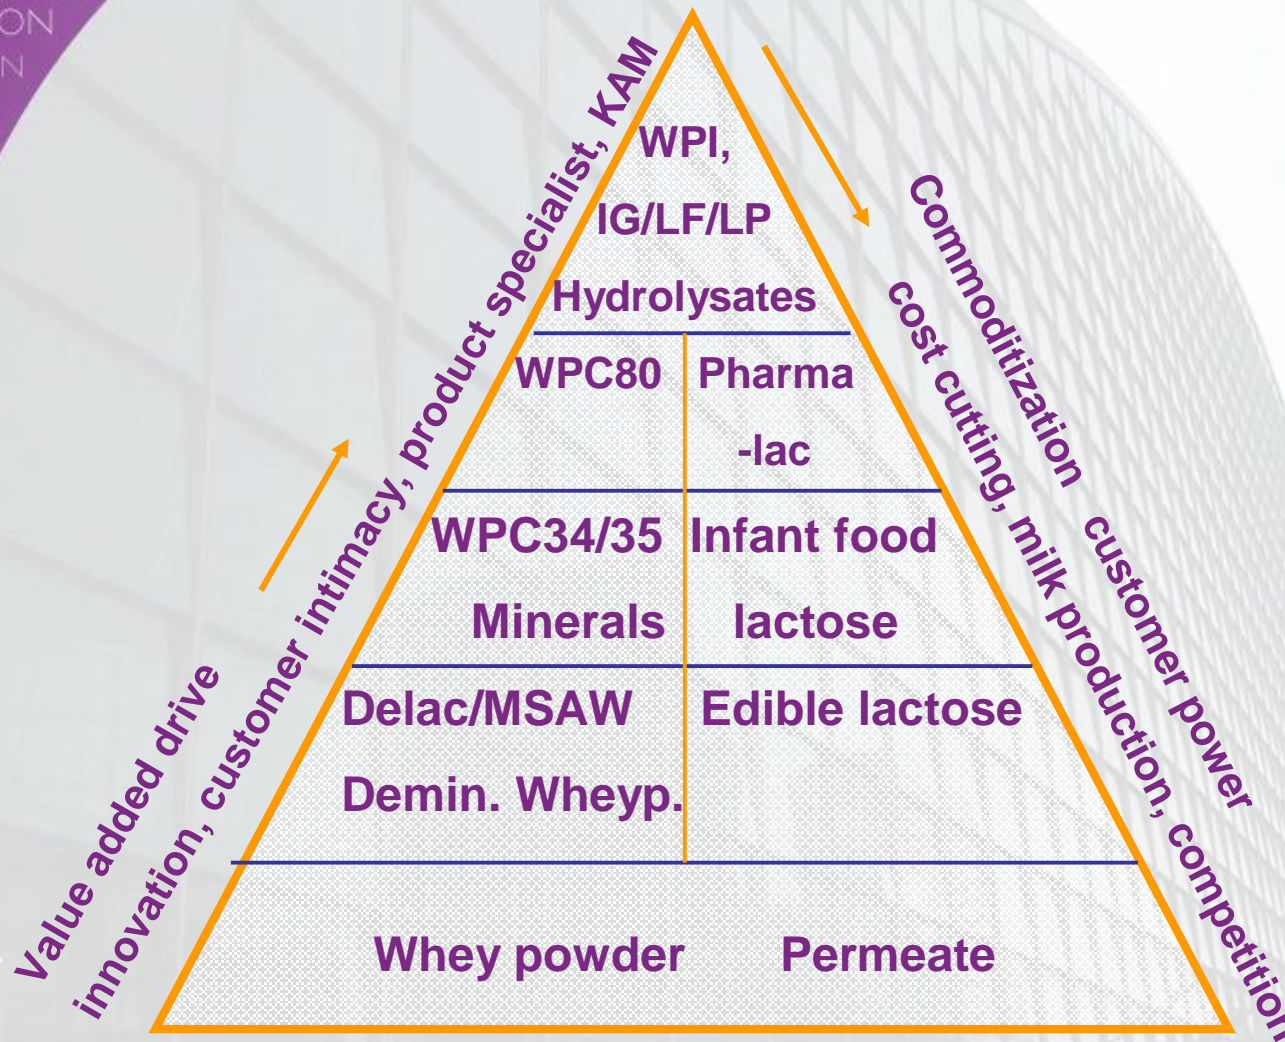 ON
N
Value added drive
innovation, customer intimacy, product specialist, KAM
WPI,
IG/LF/LP
Hydrolysates
WPC80
Pharma
-lac
WPC34/35
Infant food
Minerals
lactose
Delac/MSAW
Edible lactose
Demin. Wheyp.
Whey powder
Permeate
Commoditization customer power
cost cutting, milk production, competition